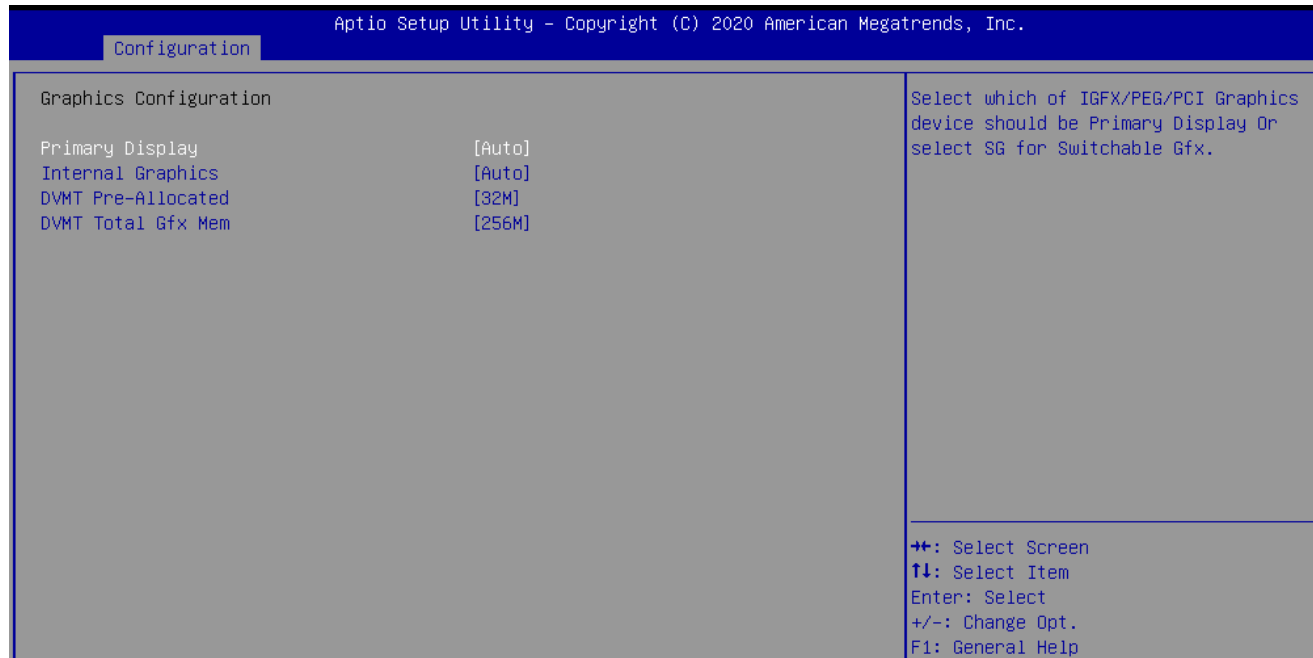 Aptio Setup Utility – Copyright (C) 2020 American Megatrends, Inc.
Configuration
Graphics Configuration
Primary Display [Auto]
Internal Graphics [Auto]
DVMT Pre-Allocated [32M]
DVMT Total Gfx Mem [256M]
Select which of IGFX/PEG/PCI Graphics
device should be Primary Display Or
select SG for Switchable Gfx.
→←: Select Screen
↑↓: Select Item
Enter: Select
+/-: Change Opt.
F1: General Help